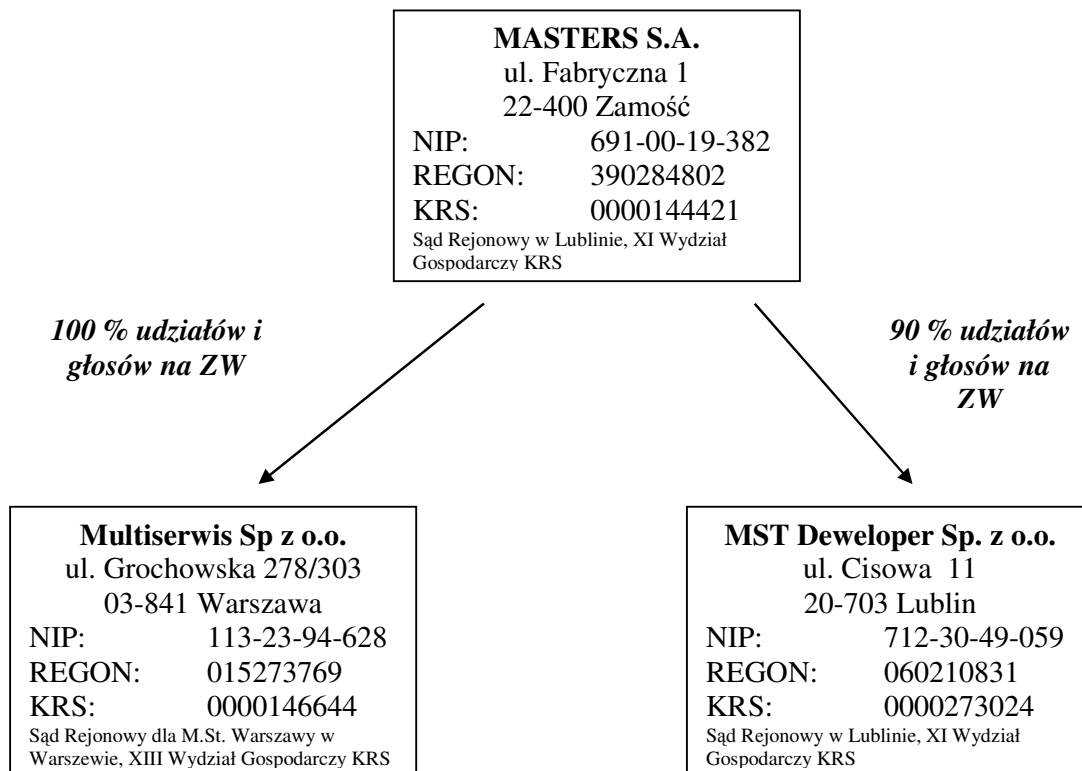 MASTERS S.A.
ul. Fabryczna 1
22-400 Zamość
NIP: 691-00-19-382
REGON: 390284802
KRS: 0000144421
Sąd Rejonowy w Lublinie, XI Wydział
Gospodarczy KRS
100 % udziałów i
głosów na ZW
90 % udziałów
i głosów na
ZW
Multiserwis Sp z o.o.
ul. Grochowska 278/303
03-841 Warszawa
NIP: 113-23-94-628
REGON: 015273769
KRS: 0000146644
Sąd Rejonowy dla M.St. Warszawy w
Warszewie, XIII Wydział Gospodarczy KRS
MST Deweloper Sp. z o.o.
ul. Cisowa 11
20-703 Lublin
NIP: 712-30-49-059
REGON: 060210831
KRS: 0000273024
Sąd Rejonowy w Lublinie, XI Wydział
Gospodarczy KRS